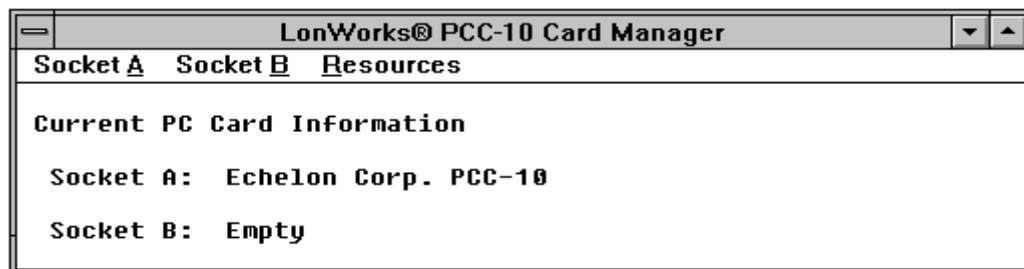 LonWorks® PCC-10 Card Manager
Socket A Socket B Resources
Current PC Card Information
Socket A: Echelon Corp. PCC-10
Socket B: Empty